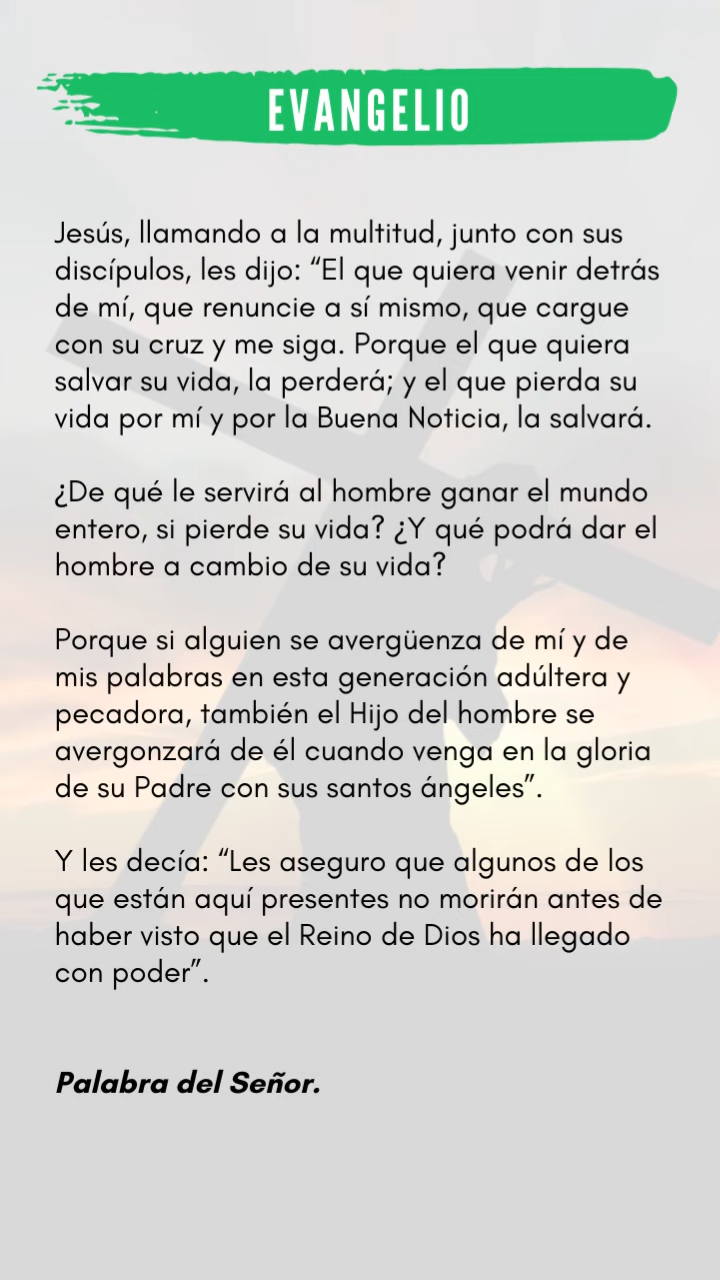 EVANGELIO
Jesús, llamando a la multitud, junto con sus
discípulos, les dijo: “El que quiera venir detrás
de mí, que renuncie a sí mismo, que cargue
con su cruz y me siga. Porque el que quiera
salvar su vida, la perderá; y el que pierda su
vida por mí y por la Buena Noticia, la salvará.
¿De qué le servirá al hombre ganar el mundo
entero, si pierde su vida? ¿Y qué podrá dar el
hombre a cambio de su vida?
Porque si alguien se avergüenza de mí y de
mis palabras en esta generación adúltera y
pecadora, también el Hijo del hombre se
avergonzará de él cuando venga en la gloria
de su Padre con sus santos ángeles”.
Y les decía: “Les aseguro que algunos de los
que están aquí presentes no morirán antes de
haber visto que el Reino de Dios ha llegado
con poder”.
Palabra del Señor.